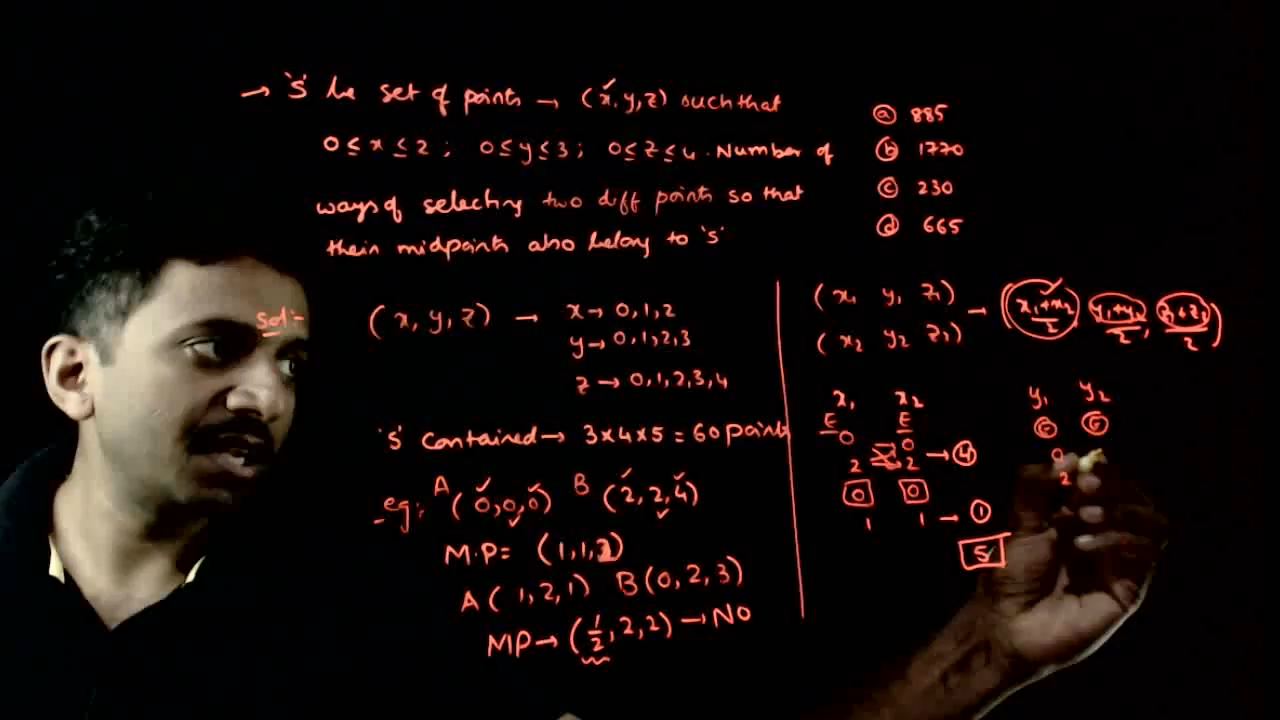 → 'S' be set of points → (x, y, z) such that
0 ≤ x ≤ 2 ; 0 ≤ y ≤ 3 ; 0 ≤ z ≤ 4. Number of
ways of selecting two diff points so that
their midpoints also belong to 'S'
ⓐ 885
ⓑ 1770
ⓒ 230
ⓓ 665
Sol:-
(x, y, z) → x → 0, 1, 2
y → 0, 1, 2, 3
z → 0, 1, 2, 3, 4
'S' contained → 3×4×5 = 60 points
eg: A (0, 0, 0) B (2, 2, 4)
M.P = (1, 1, 2)
A (1, 2, 1) B (0, 2, 3)
MP → (1/2, 2, 2) → NO
(x₁ y₁ z₁)
(x₂ y₂ z₁) → (x₁+x₂/2, y₁+y₂/2, z₁+z₂/2)
x₁ x₂
E E
0 0
2 2 → ④
0 0
1 1 → ①
5
y₁ y₂
Ⓔ Ⓔ
0
2